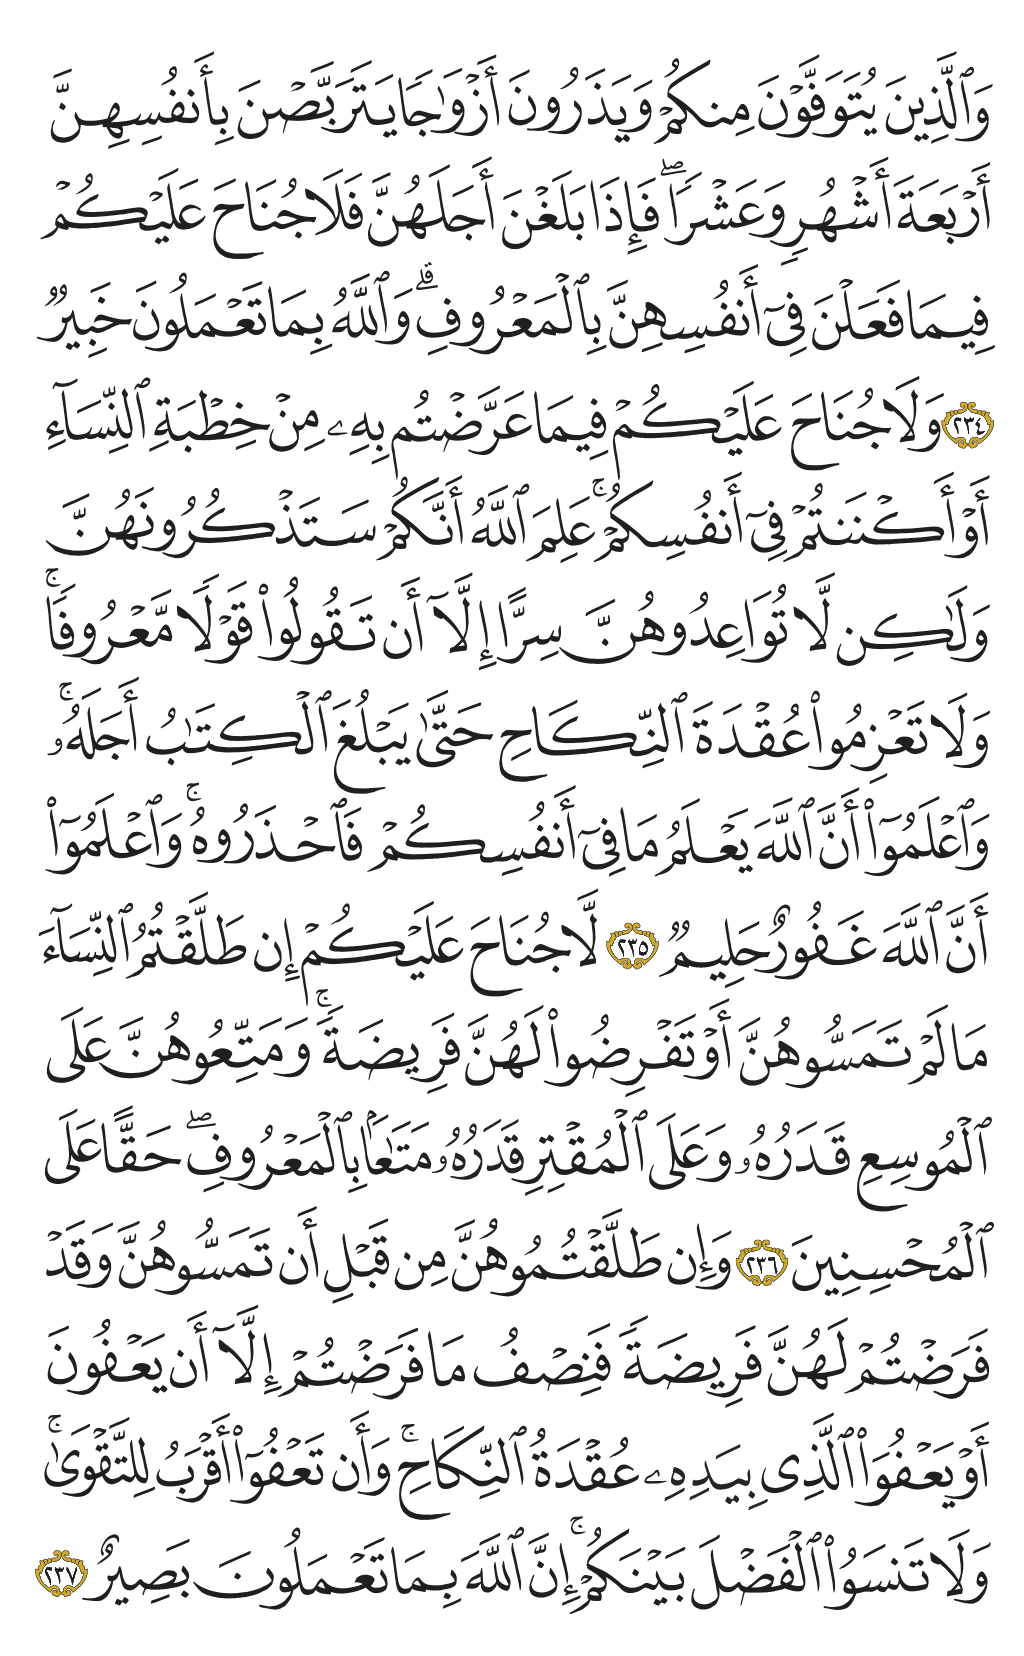 وَٱلَّذِينَ يُتَوَفَّوۡنَ مِنكُمۡ وَيَذَرُونَ أَزۡوَٰجٗا يَتَرَبَّصۡنَ بِأَنفُسِهِنَّ
أَرۡبَعَةَ أَشۡهُرٖ وَعَشۡرٗاۖ فَإِذَا بَلَغۡنَ أَجَلَهُنَّ فَلَا جُنَاحَ عَلَيۡكُمۡ
فِيمَا فَعَلۡنَ فِيٓ أَنفُسِهِنَّ بِٱلۡمَعۡرُوفِۗ وَٱللَّهُ بِمَا تَعۡمَلُونَ خَبِيرٞ
٢٣٤ وَلَا جُنَاحَ عَلَيۡكُمۡ فِيمَا عَرَّضۡتُم بِهِۦ مِنۡ خِطۡبَةِ ٱلنِّسَآءِ
أَوۡ أَكۡنَنتُمۡ فِيٓ أَنفُسِكُمۡۚ عَلِمَ ٱللَّهُ أَنَّكُمۡ سَتَذۡكُرُونَهُنَّ
وَلَٰكِن لَّا تُوَاعِدُوهُنَّ سِرًّا إِلَّآ أَن تَقُولُواْ قَوۡلٗا مَّعۡرُوفٗاۚ
وَلَا تَعۡزِمُواْ عُقۡدَةَ ٱلنِّكَاحِ حَتَّىٰ يَبۡلُغَ ٱلۡكِتَٰبُ أَجَلَهُۥۚ
وَٱعۡلَمُوٓاْ أَنَّ ٱللَّهَ يَعۡلَمُ مَا فِيٓ أَنفُسِكُمۡ فَٱحۡذَرُوهُۚ وَٱعۡلَمُوٓاْ
أَنَّ ٱللَّهَ غَفُورٌ حَلِيمٞ ٢٣٥ لَّا جُنَاحَ عَلَيۡكُمۡ إِن طَلَّقۡتُمُ ٱلنِّسَآءَ
مَا لَمۡ تَمَسُّوهُنَّ أَوۡ تَفۡرِضُواْ لَهُنَّ فَرِيضَةٗۚ وَمَتِّعُوهُنَّ عَلَى
ٱلۡمُوسِعِ قَدَرُهُۥ وَعَلَى ٱلۡمُقۡتِرِ قَدَرُهُۥ مَتَٰعَۢا بِٱلۡمَعۡرُوفِۖ حَقًّا عَلَى
ٱلۡمُحۡسِنِينَ ٢٣٦ وَإِن طَلَّقۡتُمُوهُنَّ مِن قَبۡلِ أَن تَمَسُّوهُنَّ وَقَدۡ
فَرَضۡتُمۡ لَهُنَّ فَرِيضَةٗ فَنِصۡفُ مَا فَرَضۡتُمۡ إِلَّآ أَن يَعۡفُونَ
أَوۡ يَعۡفُوَاْ ٱلَّذِي بِيَدِهِۦ عُقۡدَةُ ٱلنِّكَاحِۚ وَأَن تَعۡفُوٓاْ أَقۡرَبُ لِلتَّقۡوَىٰۚ
وَلَا تَنسَوُاْ ٱلۡفَضۡلَ بَيۡنَكُمۡۚ إِنَّ ٱللَّهَ بِمَا تَعۡمَلُونَ بَصِيرٌ ٢٣٧